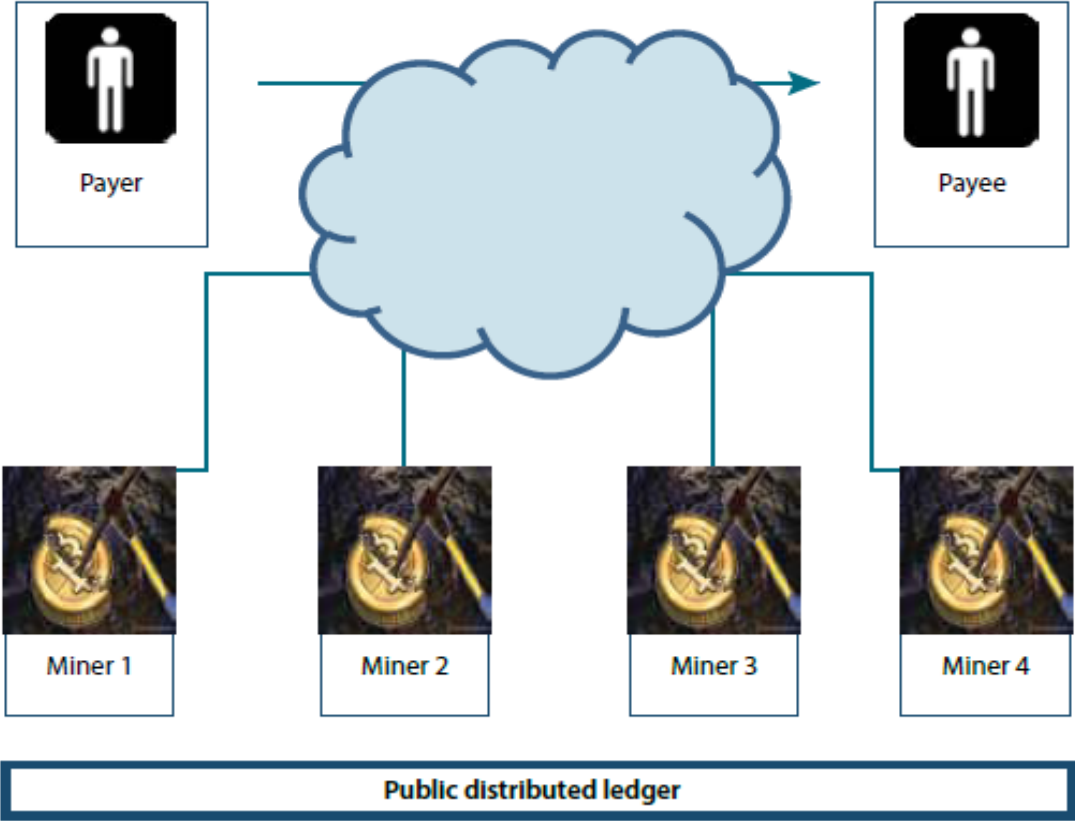 Payer
Payee
Miner 1
Miner 2
Miner 3
Miner 4
Public distributed ledger